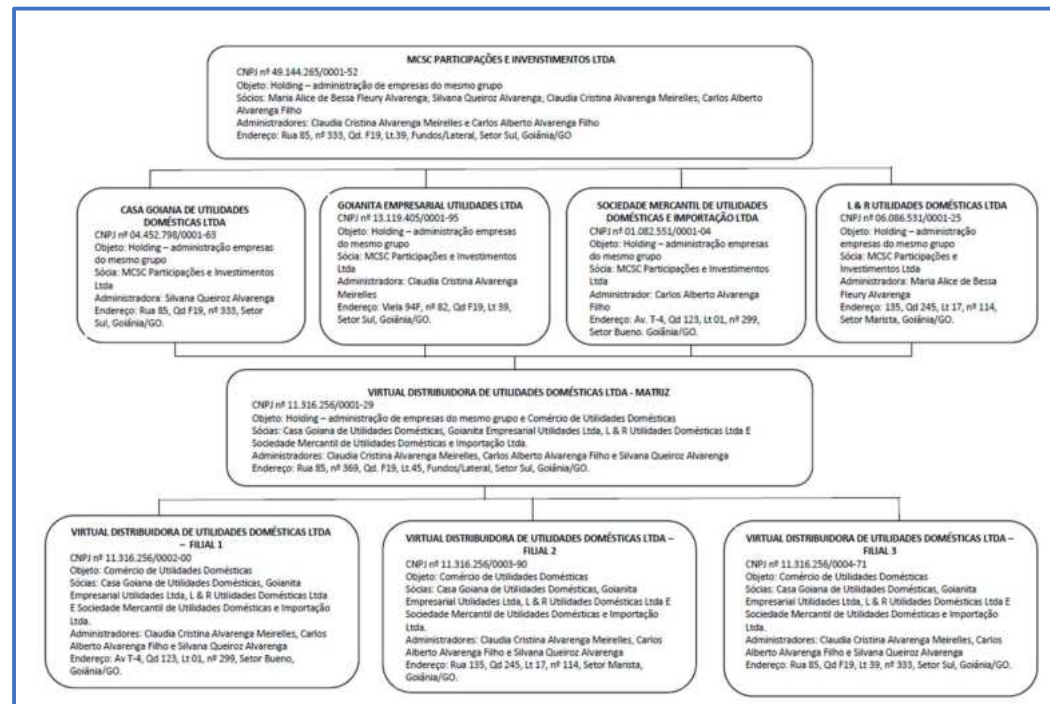 MCSC PARTICIPAÇÕES E INVENSTIMENTOS LTDA
CNPJ nº 49.144.265/0001-52
Objeto: Holding – administração de empresas do mesmo grupo
Sócios: Maria Alice de Bessa Fleury Alvarenga; Silvana Queiroz Alvarenga; Claudia Cristina Alvarenga Meirelles; Carlos Alberto
Alvarenga Filho
Administradores: Claudia Cristina Alvarenga Meirelles e Carlos Alberto Alvarenga Filho
Endereço: Rua 85, nº 333, Qd. F19, Lt.39, Fundos/Lateral, Setor Sul, Goiânia/GO
CASA GOIANA DE UTILIDADES
DOMÉSTICAS LTDA
CNPJ nº 04.452.798/0001-63
Objeto: Holding – administração empresas
do mesmo grupo
Sócia: MCSC Participações e Investimentos
Ltda
Administradora: Silvana Queiroz Alvarenga
Endereço: Rua 85, Qd F19, nº 333, Setor
Sul, Goiânia/GO.
GOIANITA EMPRESARIAL UTILIDADES LTDA
CNPJ nº 13.119.405/0001-95
Objeto: Holding – administração empresas
do mesmo grupo
Sócia: MCSC Participações e Investimentos
Ltda
Administradora: Claudia Cristina Alvarenga
Meirelles
Endereço: Viela 94F, nº 82, Qd F19, Lt 39,
Setor Sul, Goiânia/GO.
SOCIEDADE MERCANTIL DE UTILIDADES
DOMÉSTICAS E IMPORTAÇÃO LTDA
CNPJ nº 01.082.551/0001-04
Objeto: Holding – administração empresas
do mesmo grupo
Sócia: MCSC Participações e Investimentos
Ltda
Administrador: Carlos Alberto Alvarenga
Filho
Endereço: Av. T-4, Qd 123, Lt 01, nº 299,
Setor Bueno. Goiânia/GO.
L & R UTILIDADES DOMÉSTICAS LTDA
CNPJ nº 06.086.531/0001-25
Objeto: Holding – administração
empresas do mesmo grupo
Sócia: MCSC Participações e
Investimentos Ltda
Administradora: Maria Alice de Bessa
Fleury Alvarenga
Endereço: 135, Qd 245, Lt 17, nº 114,
Setor Marista, Goiânia/GO.
VIRTUAL DISTRIBUIDORA DE UTILIDADES DOMÉSTICAS LTDA - MATRIZ
CNPJ nº 11.316.256/0001-29
Objeto: Holding – administração de empresas do mesmo grupo e Comércio de Utilidades Domésticas
Sócias: Casa Goiana de Utilidades Domésticas, Goianita Empresarial Utilidades Ltda, L & R Utilidades Domésticas Ltda E
Sociedade Mercantil de Utilidades Domésticas e Importação Ltda.
Administradores: Claudia Cristina Alvarenga Meirelles, Carlos Alberto Alvarenga Filho e Silvana Queiroz Alvarenga
Endereço: Rua 85, nº 369, Qd. F19, Lt.45, Fundos/Lateral, Setor Sul, Goiânia/GO.
VIRTUAL DISTRIBUIDORA DE UTILIDADES DOMÉSTICAS LTDA
– FILIAL 1
CNPJ nº 11.316.256/0002-00
Objeto: Comércio de Utilidades Domésticas
Sócias: Casa Goiana de Utilidades Domésticas, Goianita
Empresarial Utilidades Ltda, L & R Utilidades Domésticas Ltda
E Sociedade Mercantil de Utilidades Domésticas e Importação
Ltda.
Administradores: Claudia Cristina Alvarenga Meirelles, Carlos
Alberto Alvarenga Filho e Silvana Queiroz Alvarenga
Endereço: Av T-4, Qd 123, Lt 01, nº 299, Setor Bueno,
Goiânia/GO.
VIRTUAL DISTRIBUIDORA DE UTILIDADES DOMÉSTICAS LTDA –
FILIAL 2
CNPJ nº 11.316.256/0003-90
Objeto: Comércio de Utilidades Domésticas
Sócias: Casa Goiana de Utilidades Domésticas, Goianita
Empresarial Utilidades Ltda, L & R Utilidades Domésticas Ltda E
Sociedade Mercantil de Utilidades Domésticas e Importação
Ltda.
Administradores: Claudia Cristina Alvarenga Meirelles, Carlos
Alberto Alvarenga Filho e Silvana Queiroz Alvarenga
Endereço: Rua 135, Qd 245, Lt 17, nº 114, Setor Marista,
Goiânia/GO.
VIRTUAL DISTRIBUIDORA DE UTILIDADES DOMÉSTICAS LTDA –
FILIAL 3
CNPJ nº 11.316.256/0004-71
Objeto: Comércio de Utilidades Domésticas
Sócias: Casa Goiana de Utilidades Domésticas, Goianita
Empresarial Utilidades Ltda, L & R Utilidades Domésticas Ltda E
Sociedade Mercantil de Utilidades Domésticas e Importação
Ltda.
Administradores: Claudia Cristina Alvarenga Meirelles, Carlos
Alberto Alvarenga Filho e Silvana Queiroz Alvarenga
Endereço: Rua 85, Qd F19, Lt 39, nº 333, Setor Sul, Goiânia/GO.